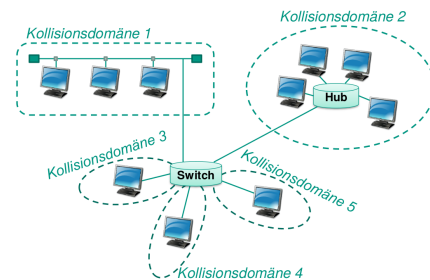 Kollisionsdomäne 1
Kollisionsdomäne 2
Hub
Kollisionsdomäne 3
Switch
Kollisionsdomäne 5
Kollisionsdomäne 4